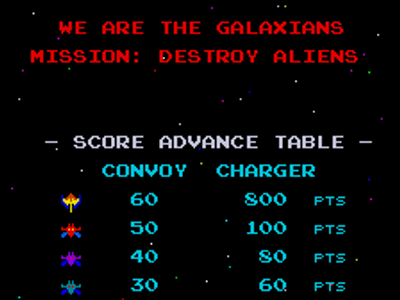 WE ARE THE GALAXIANS
MISSION: DESTROY ALIENS
— SCORE ADVANCE TABLE —
CONVOY CHARGER
60 800 PTS
50 100 PTS
40 80 PTS
30 60 PTS